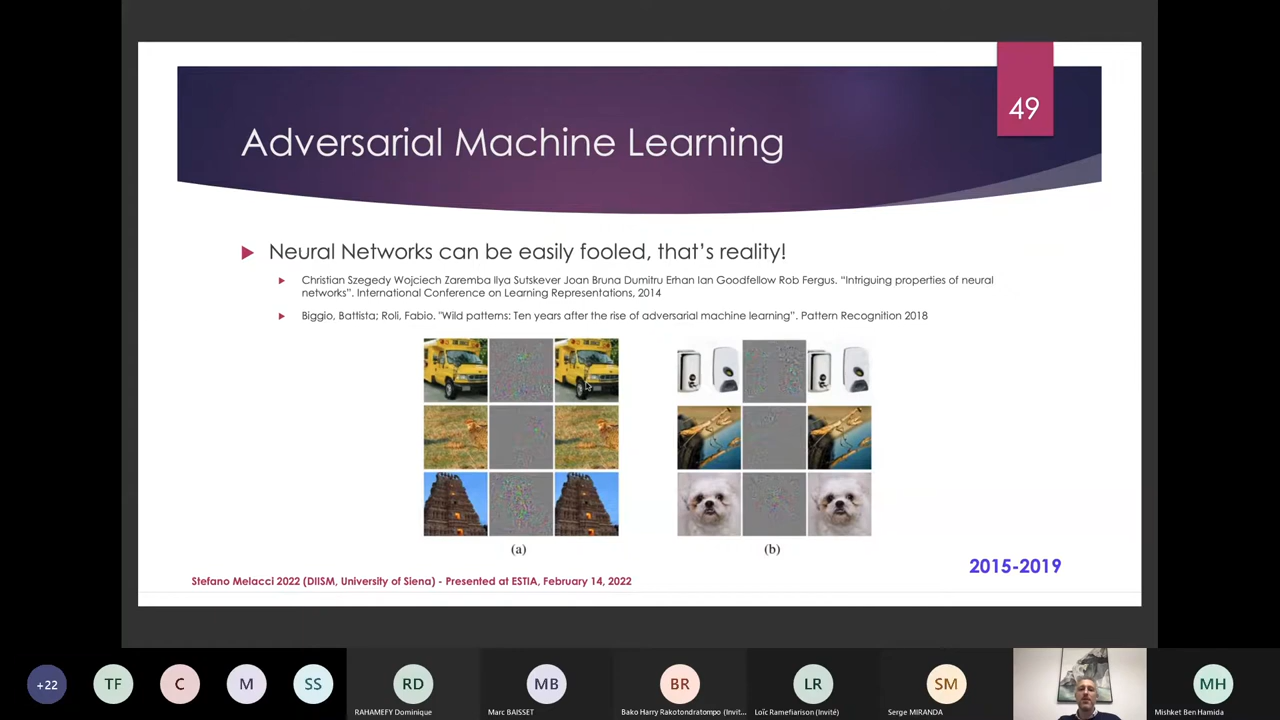 49
Adversarial Machine Learning
Neural Networks can be easily fooled, that's reality!
Christian Szegedy Wojciech Zaremba Ilya Sutskever Joan Bruna Dumitru Erhan Ian Goodfellow Rob Fergus. “Intriguing properties of neural
networks”. International Conference on Learning Representations, 2014
Biggio, Battista; Roli, Fabio. "Wild patterns: Ten years after the rise of adversarial machine learning”. Pattern Recognition 2018
(a)
(b)
2015-2019
Stefano Melacci 2022 (DIISM, University of Siena) - Presented at ESTIA, February 14, 2022
+22
TF
C
M
SS
RD
MB
BR
LR
SM
MH
RAHAMEFY Dominique
Marc BAISSET
Bako Harry Rakotondratompo (Invit...
Loïc Ramefiarison (Invité)
Serge MIRANDA
Mishket Ben Hamida